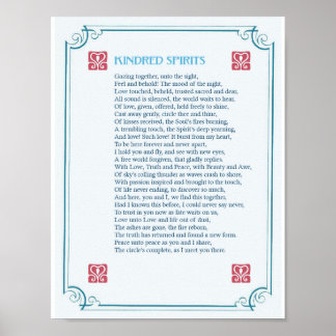 KINDRED SPIRITS
Gazing together, unto the night,
Feel and behold! The mood of the night,
Love touched, beheld, trusted sacred and dear,
All sound is silenced, the world waits to hear.
Of love, given, offered, held freely to share,
Cast away gently, circle thee and thine,
Of kisses received, the Soul's fires burning,
A trembling touch, the Spirit's deep yearning,
And love! Such love! It burst from my heart,
To be here forever and never apart,
I hold you and fly, and see with new eyes,
A fire world forgiven, that gladly replies.
With Love, Truth and Peace, with Beauty and Awe,
Of sky's rolling thunder as waves crash to shore,
With passion inspired and brought to the touch,
Of life never ending, to discover so much,
And here, you and I, we find this together,
Had I known this before, I could never say never,
To trust in you now as fire waits on us,
Love unto Love and life out of dust,
The ashes are gone, the fire reborn,
The truth has returned and found a new form.
Peace unto peace as you and I share,
The circle's complete, as I meet you there.